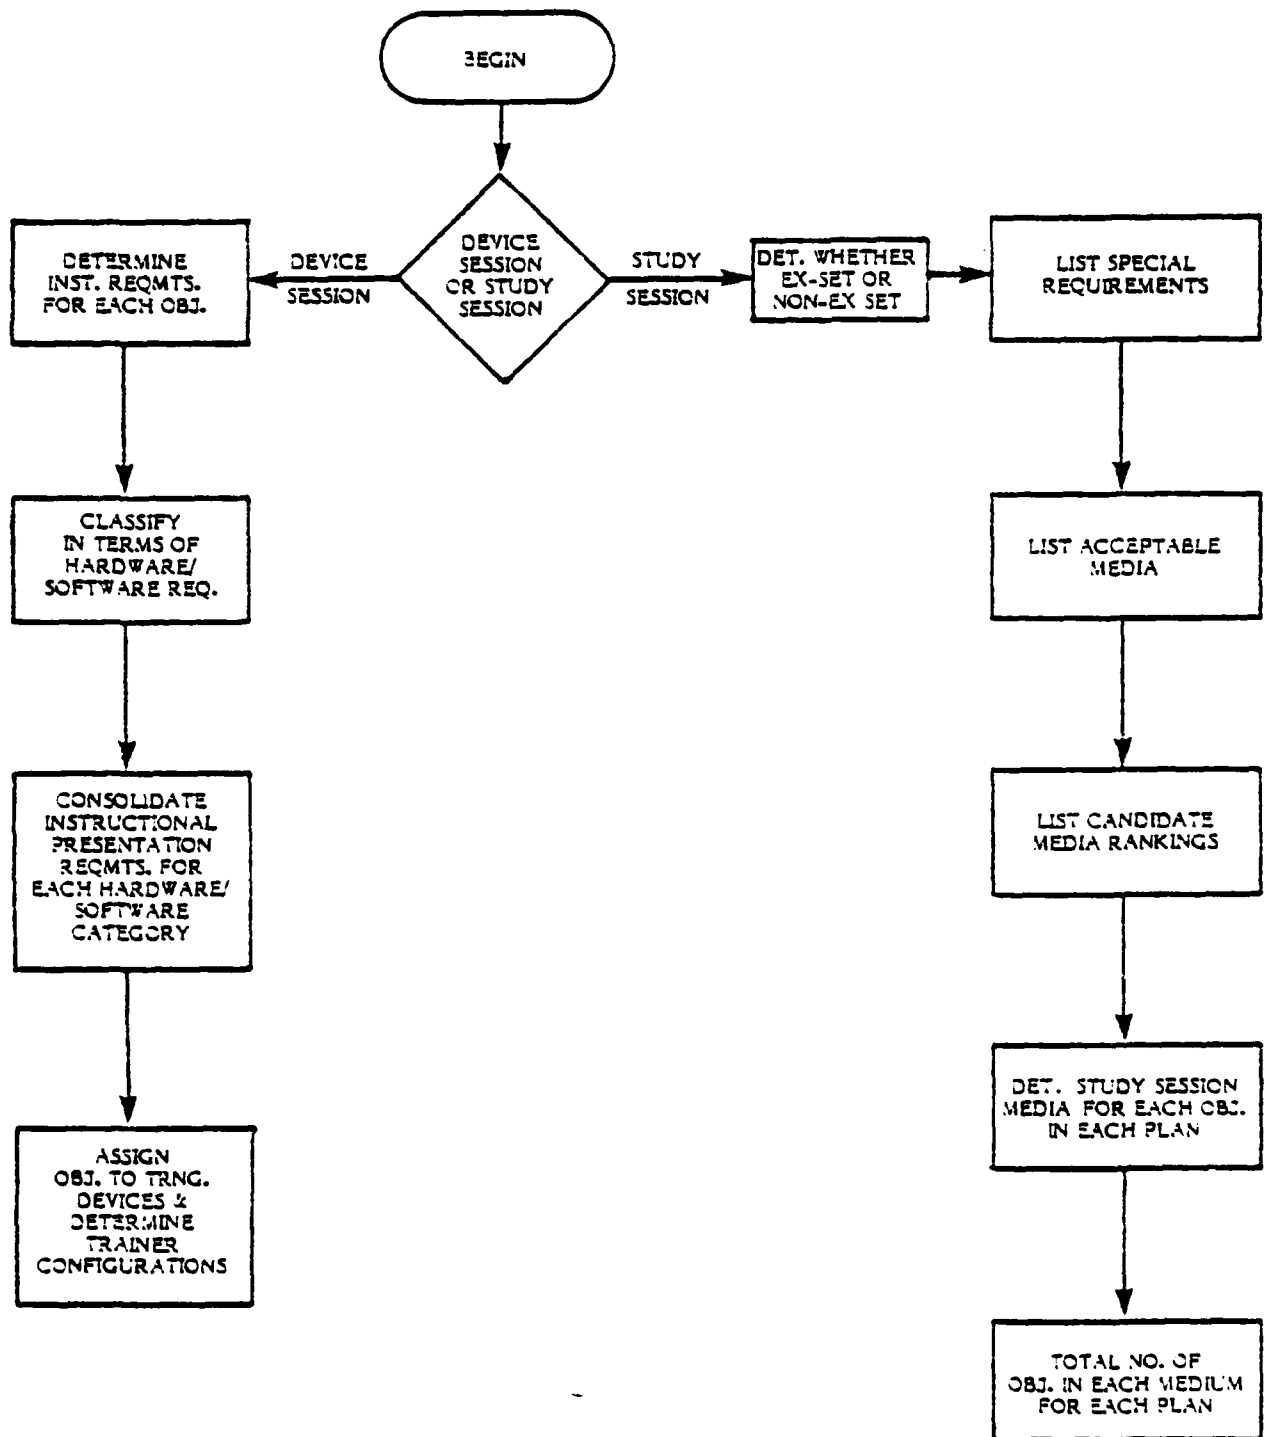 BEGIN
DEVICE
SESSION
OR STUDY
SESSION
DEVICE
SESSION
STUDY
SESSION
DETERMINE
INST. REQMTS.
FOR EACH OBJ.
CLASSIFY
IN TERMS OF
HARDWARE/
SOFTWARE REQ.
CONSOLIDATE
INSTRUCTIONAL
PRESENTATION
REQMTS. FOR
EACH HARDWARE/
SOFTWARE
CATEGORY
ASSIGN
OBJ. TO TRNG.
DEVICES &
DETERMINE
TRAINER
CONFIGURATIONS
DET. WHETHER
EX-SET OR
NON-EX SET
LIST SPECIAL
REQUIREMENTS
LIST ACCEPTABLE
MEDIA
LIST CANDIDATE
MEDIA RANKINGS
DET. STUDY SESSION
MEDIA FOR EACH OBJ.
IN EACH PLAN
TOTAL NO. OF
OBJ. IN EACH MEDIUM
FOR EACH PLAN